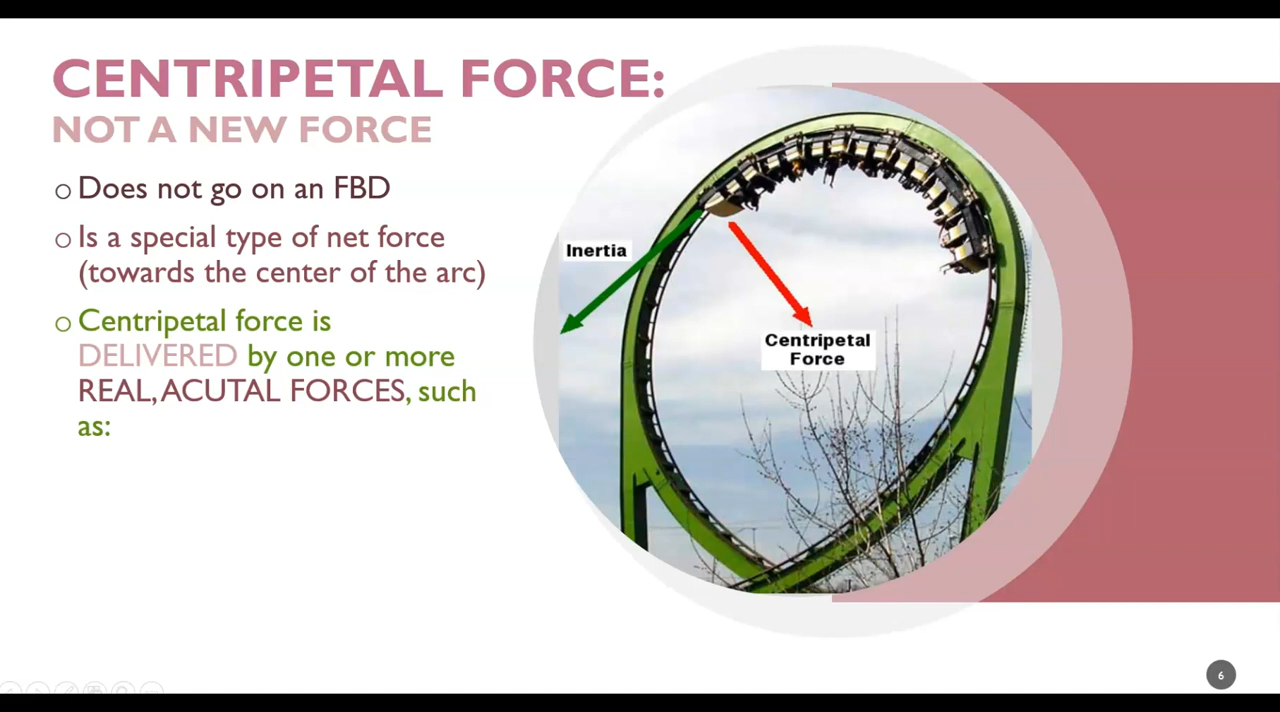 CENTRIPETAL FORCE:
NOT A NEW FORCE
o Does not go on an FBD
o Is a special type of net force
(towards the center of the arc)
o Centripetal force is
DELIVERED by one or more
REAL, ACUTAL FORCES, such
as:
Inertia
Centripetal
Force
6